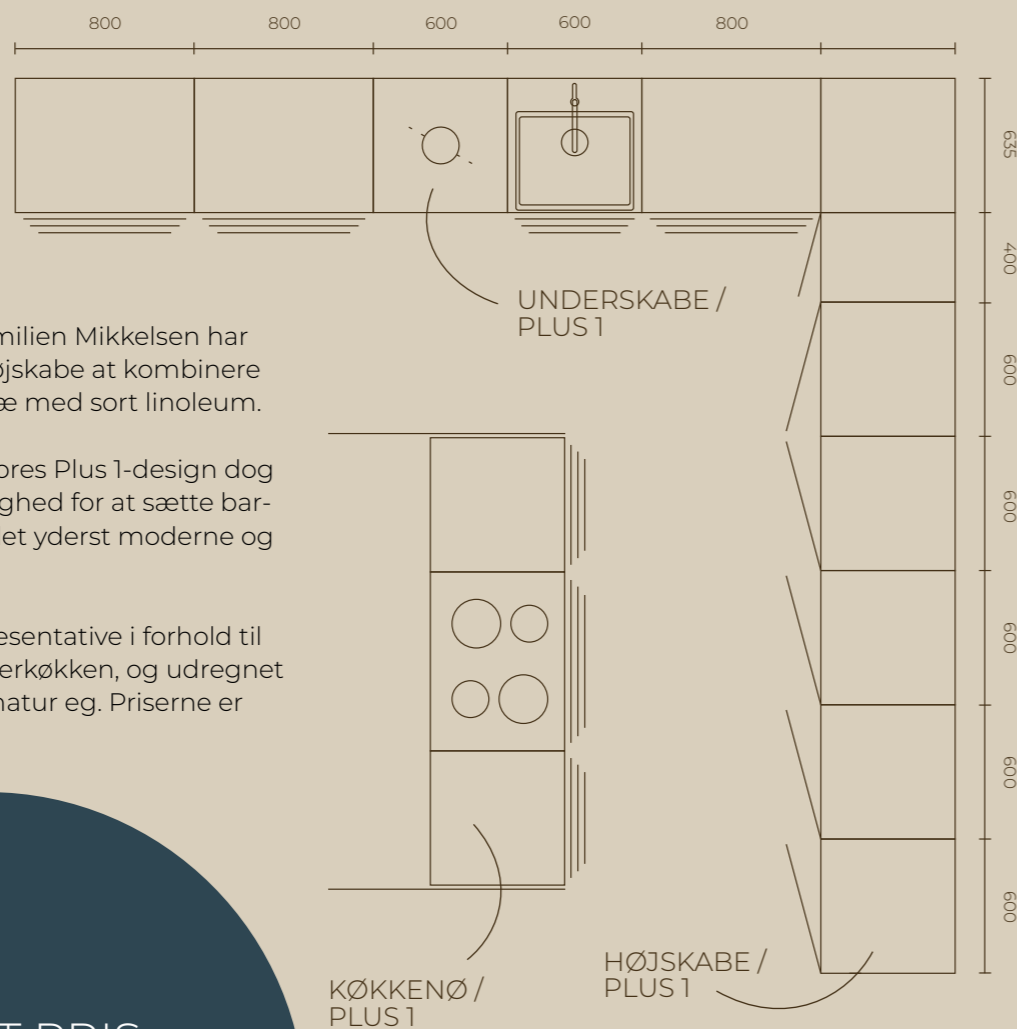 800
800
600
600
800
635
400
600
600
600
600
600
UNDERSKABE /
PLUS 1
milien Mikkelsen har
øjskabe at kombinere
æ med sort linoleum.
ores Plus 1-design dog
ghed for at sætte bar-
et yderst moderne og
esentative i forhold til
erkøkken, og udregnet
natur eg. Priserne er
KØKKENØ /
PLUS 1
HØJSKABE /
PLUS 1
T PRIS